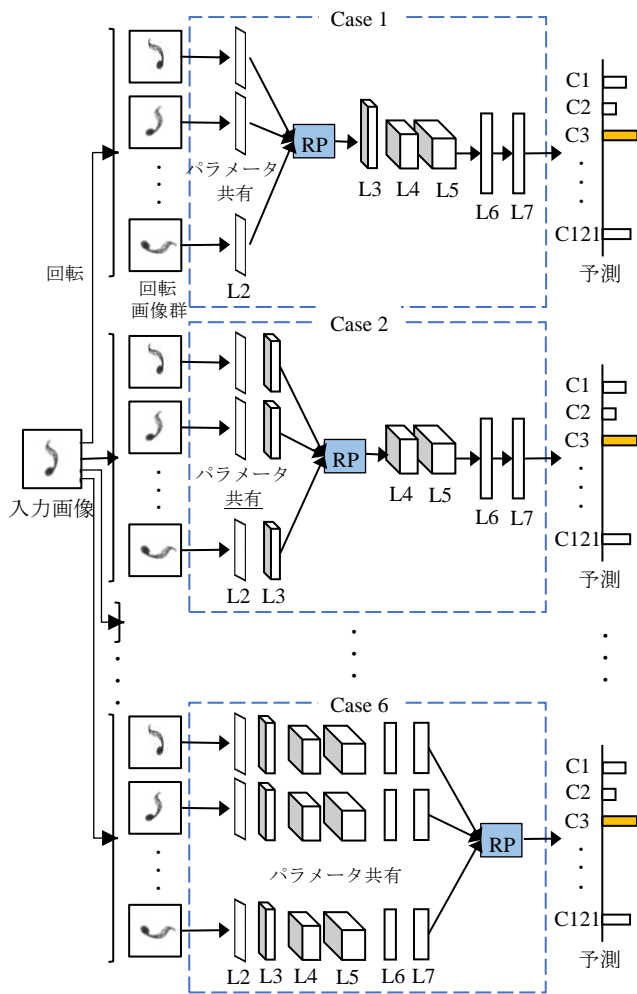 Case 1
C1
C2
C3
RP
パラメータ
共有
L3
L4
L5
L6
L7
C121
予測
回転
回転
画像群
L2
Case 2
C1
C2
C3
RP
パラメータ
共有
L4
L5
L6
L7
入力画像
C121
予測
L2
L3
Case 6
C1
C2
C3
RP
パラメータ共有
C121
予測
L2
L3
L4
L5
L6
L7